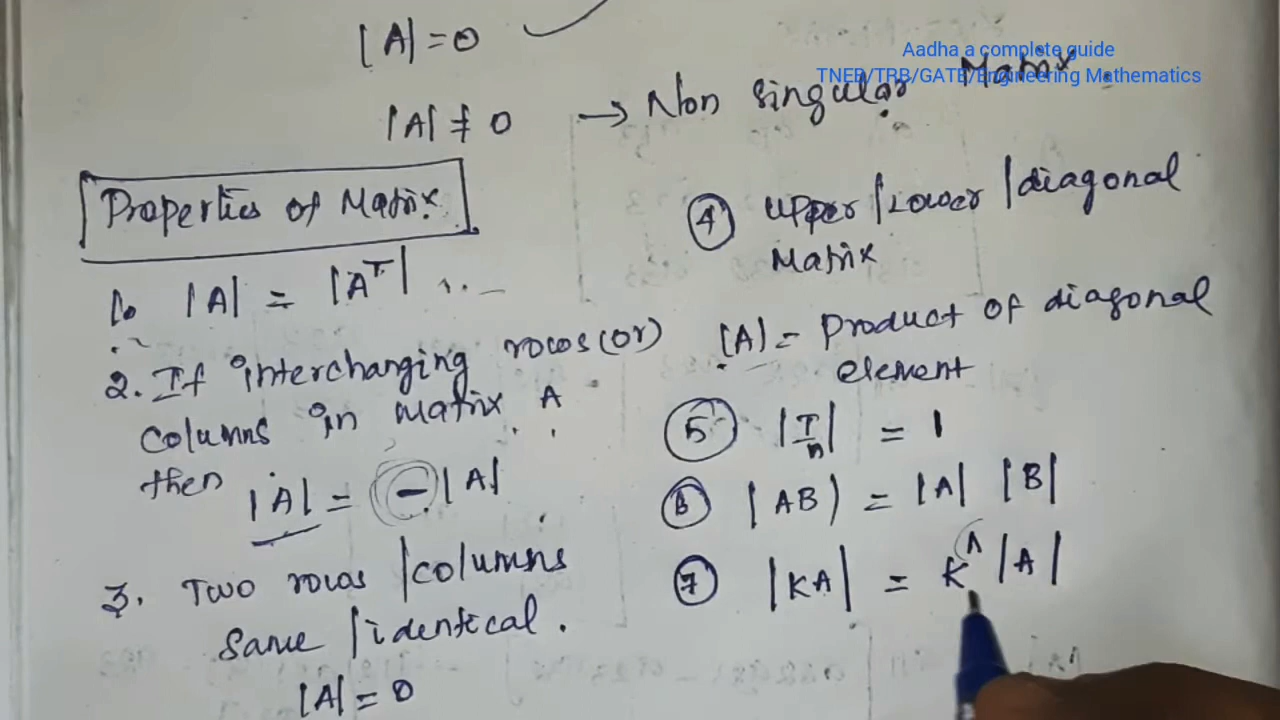 |A| = 0
Aadha a complete guide
TNEB/TRB/GATE/Engineering Mathematics
|A| ≠ 0 → Non singular Matrix
Properties of Matrix
1. |A| = |Aᵀ|
2. If interchanging rows (or)
columns in matrix A
then |A| = -|A|
3. Two rows /columns
same /identical.
|A| = 0
④ Upper /Lower /diagonal
Matrix
|A| = Product of diagonal
element
⑤ |Iₙ| = 1
⑥ |AB| = |A| |B|
⑦ |KA| = Kⁿ |A|